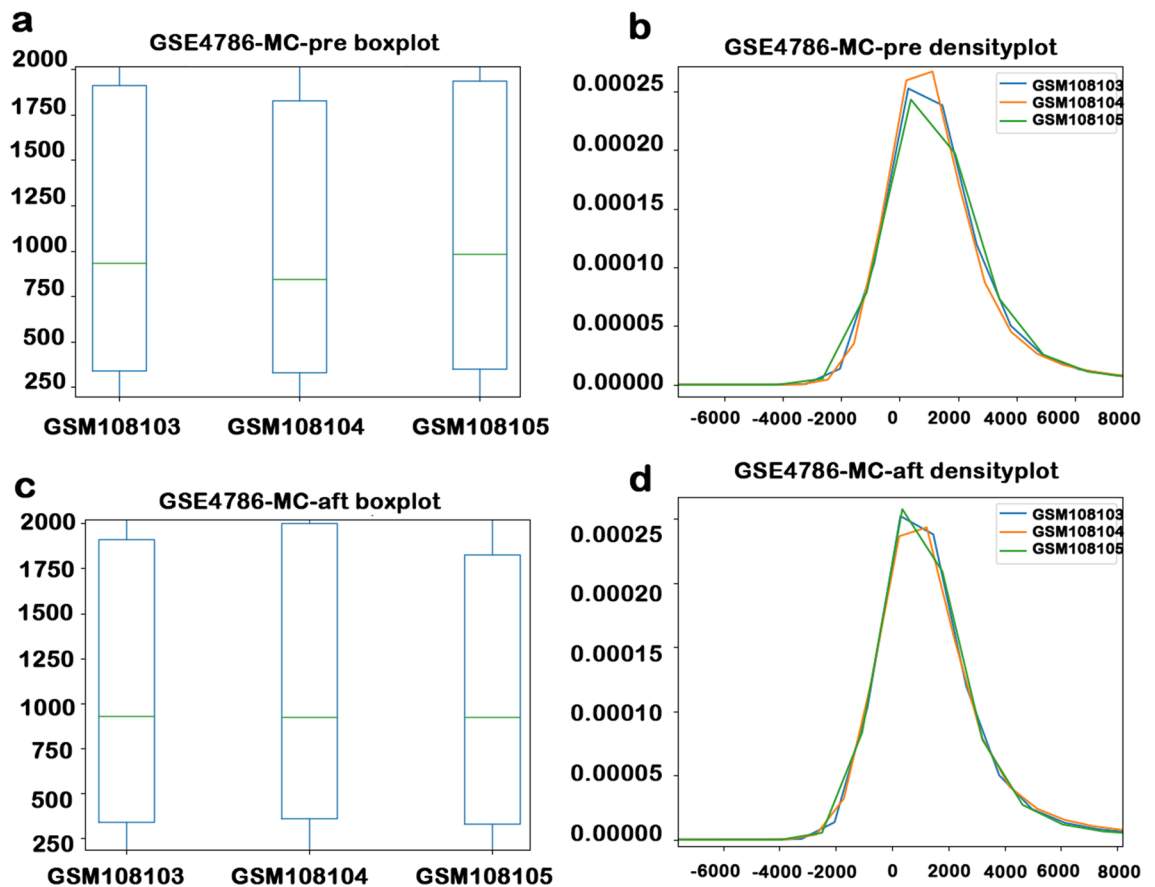 a
GSE4786-MC-pre boxplot
2000
1750
1500
1250
1000
750
500
250
GSM108103 GSM108104 GSM108105
b
GSE4786-MC-pre densityplot
0.00025
0.00020
0.00015
0.00010
0.00005
0.00000
GSM108103
GSM108104
GSM108105
-6000 -4000 -2000 0 2000 4000 6000 8000
c
GSE4786-MC-aft boxplot
2000
1750
1500
1250
1000
750
500
250
GSM108103 GSM108104 GSM108105
d
GSE4786-MC-aft densityplot
0.00025
0.00020
0.00015
0.00010
0.00005
0.00000
GSM108103
GSM108104
GSM108105
-6000 -4000 -2000 0 2000 4000 6000 8000